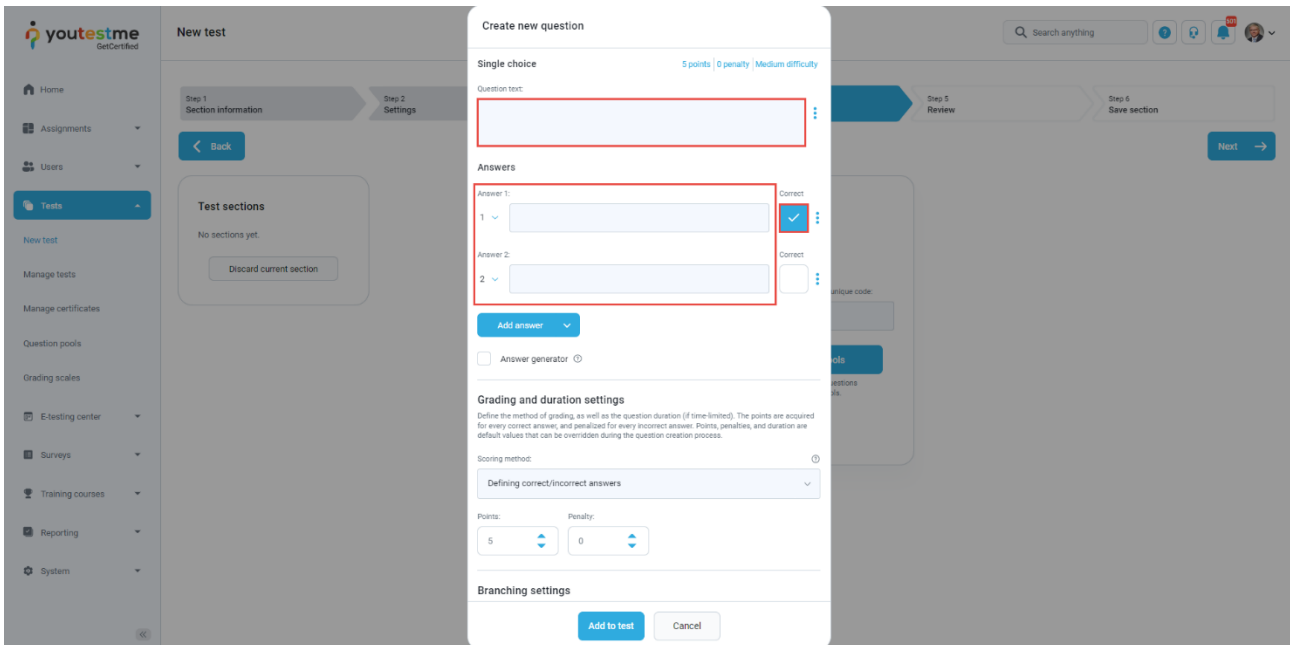 youtestme
GetCertified
New test
Search anything
505
Home
Assignments
Users
Tests
New test
Manage tests
Manage certificates
Question pools
Grading scales
E-testing center
Surveys
Training courses
Reporting
System
Step 1
Section information
Step 2
Settings
Step 5
Review
Step 6
Save section
Back
Next
Test sections
No sections yet.
Discard current section
unique code:
Create new question
Single choice
5 points 0 penalty Medium difficulty
Question text:
Answers
Answer 1: Correct
1
Answer 2: Correct
2
Add answer
Answer generator
Grading and duration settings
Define the method of grading, as well as the question duration (if time-limited). The points are acquired
for every correct answer, and penalized for every incorrect answer. Points, penalties, and duration are
default values that can be overridden during the question creation process.
Scoring method:
Defining correct/incorrect answers
Points: Penalty:
5 0
Branching settings
Add to test Cancel